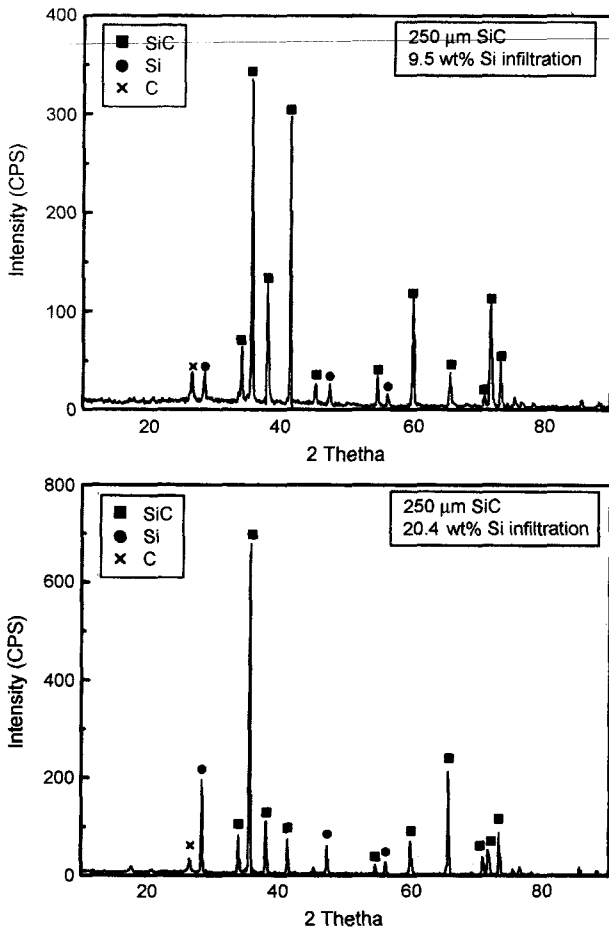 400
300
200
100
0
Intensity (CPS)
■ SiC
● Si
× C
250 μm SiC
9.5 wt% Si infiltration
20
40
60
80
2 Thetha
800
600
400
200
0
Intensity (CPS)
■ SiC
● Si
× C
250 μm SiC
20.4 wt% Si infiltration
20
40
60
80
2 Thetha